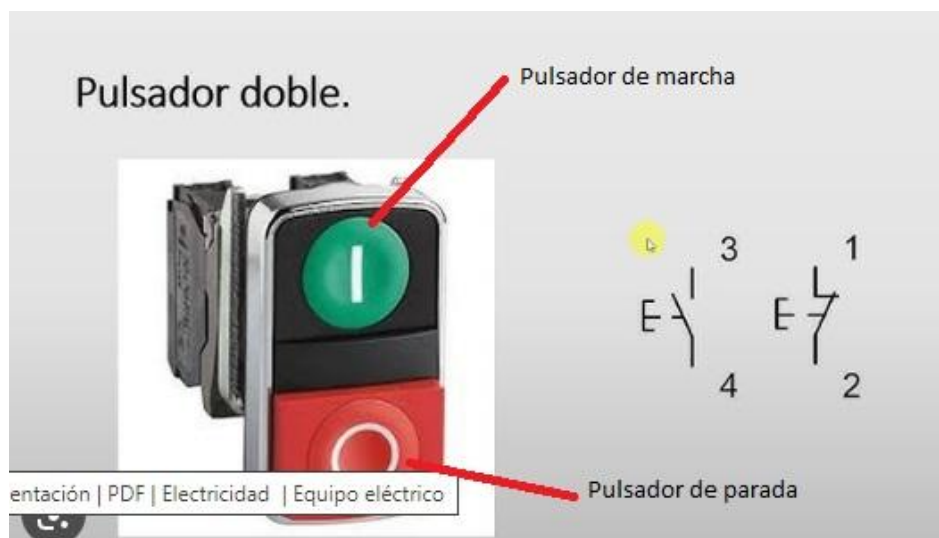 Pulsador de marcha
Pulsador doble.
3 1
4 2
entación | PDF | Electricidad | Equipo eléctrico
Pulsador de parada